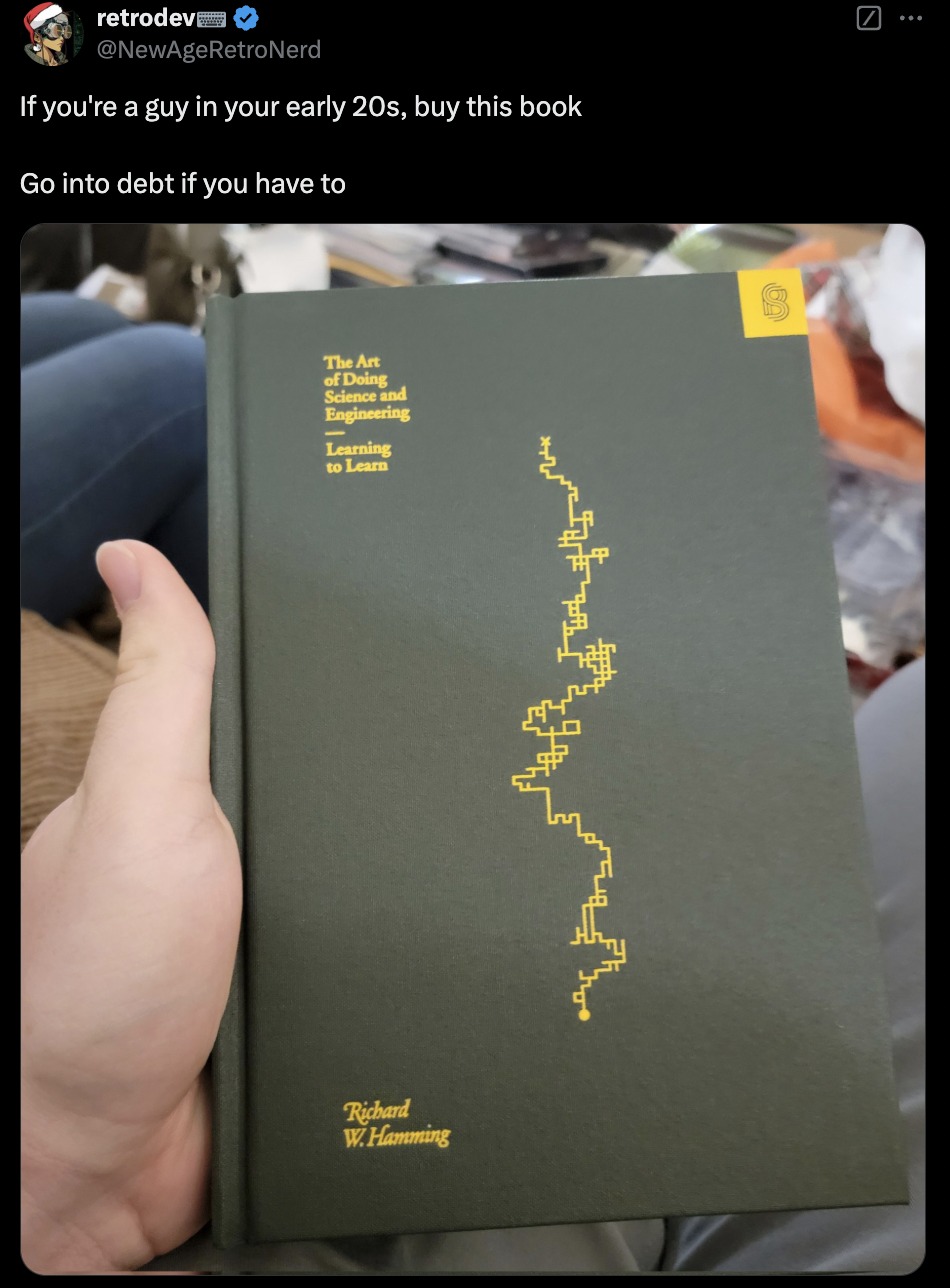 retrodev⌨️
@NewAgeRetroNerd
If you're a guy in your early 20s, buy this book
Go into debt if you have to
The Art
of Doing
Science and
Engineering
—
Learning
to Learn
Richard
W. Hamming